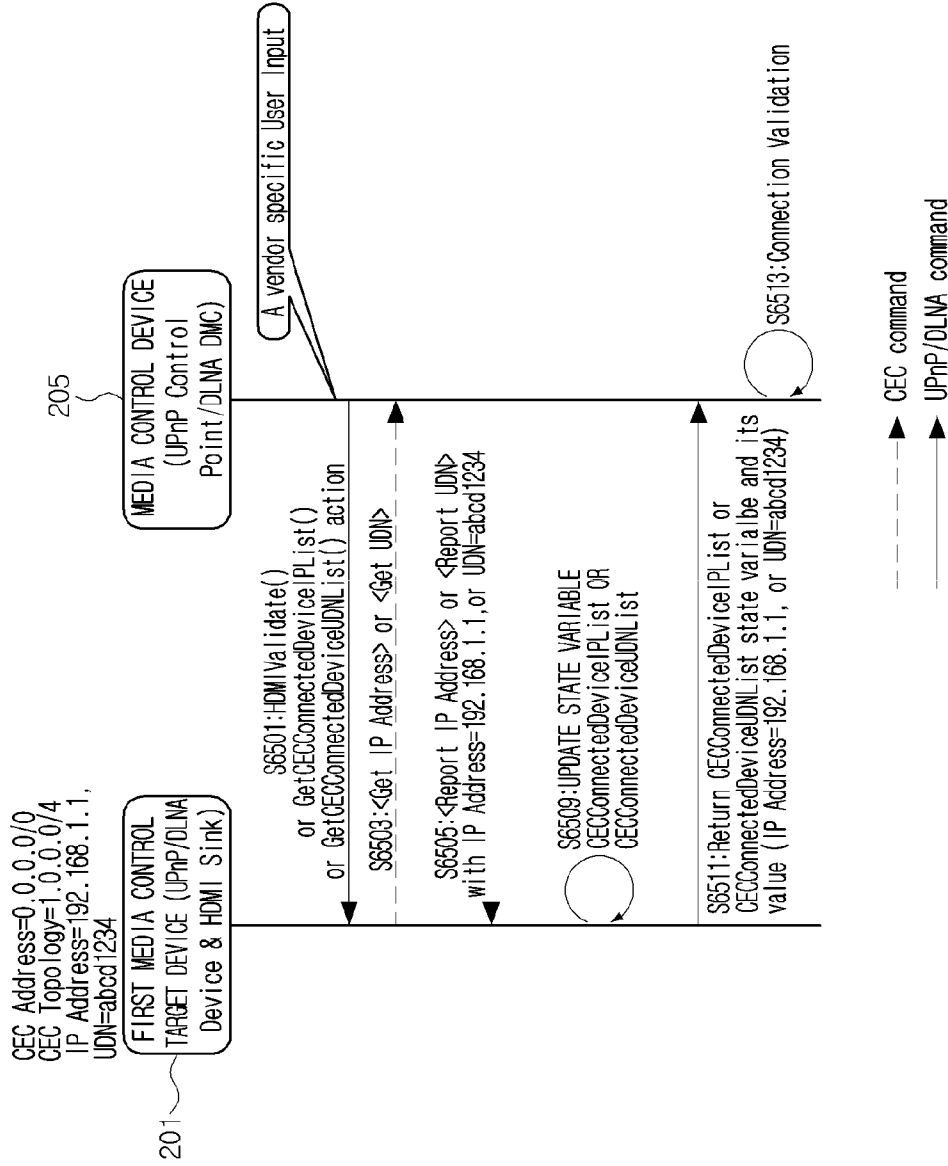 CEC Address=0.0.0.0/0
CEC Topology=1.0.0.0/4
IP Address=192.168.1.1,
UDN=abcd1234
201
FIRST MEDIA CONTROL
TARGET DEVICE (UPnP/DLNA
Device & HDMI Sink)
205
MEDIA CONTROL DEVICE
(UPnP Control
Point/DLNA DMC)
A vendor specific User Input
S6501:HDMIValidate()
or GetCECConnectedDeviceIPList()
or GetCECConnectedDeviceUDNList() action
S6503:<Get IP Address> or <Get UDN>
S6505:<Report IP Address> or <Report UDN>
with IP Address=192.168.1.1,or UDN=abcd1234
S6509:UPDATE STATE VARIABLE
CECConnectedDeviceIPList OR
CECConnectedDeviceUDNList
S6511:Return CECConnectedDeviceIPList or
CECConnectedDeviceUDNList state varialbe and its
value (IP Address=192.168.1.1, or UDN=abcd1234)
S6513:Connection Validation
CEC command
UPnP/DLNA command